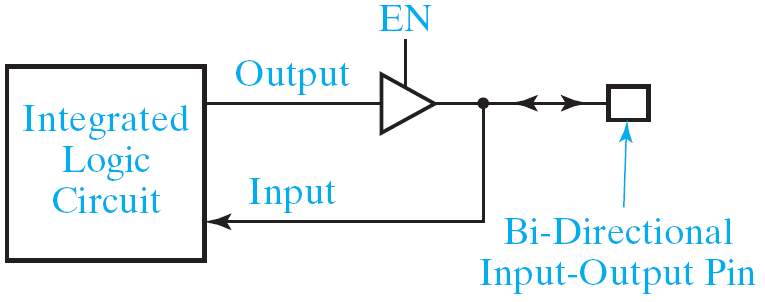 EN
Output
Integrated
Logic
Circuit
Input
Bi-Directional
Input-Output Pin